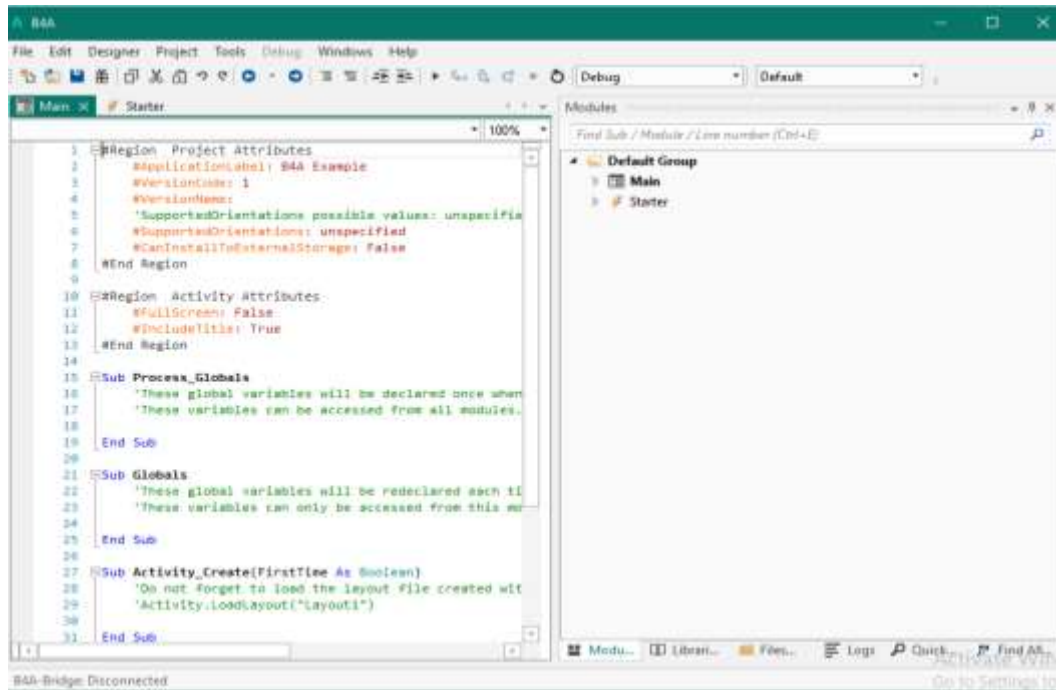 B4A
File Edit Designer Project Tools Debug Windows Help
Debug Default
Main Starter
100%
1 #Region Project Attributes
2 #ApplicationLabel: B4A Example
3 #VersionCode: 1
4 #VersionName:
5 'SupportedOrientations possible values: unspecifie
6 #SupportedOrientations: unspecified
7 #CanInstallToExternalStorage: False
8 #End Region
9
10 #Region Activity Attributes
11 #FullScreen: False
12 #IncludeTitle: True
13 #End Region
14
15 Sub Process_Globals
16 'These global variables will be declared once when
17 'These variables can be accessed from all modules.
18
19 End Sub
20
21 Sub Globals
22 'These global variables will be redeclared each ti
23 'These variables can only be accessed from this mo
24
25 End Sub
26
27 Sub Activity_Create(FirstTime As Boolean)
28 'Do not forget to load the layout file created wit
29 'Activity.LoadLayout("Layout1")
30
31 End Sub
Modules
Find Sub / Module / Line number (Ctrl+E)
Default Group
Main
Starter
Modu... Librari... Files... Logs Quick... Find All...
B4A-Bridge: Disconnected
Activate Win
Go to Settings to